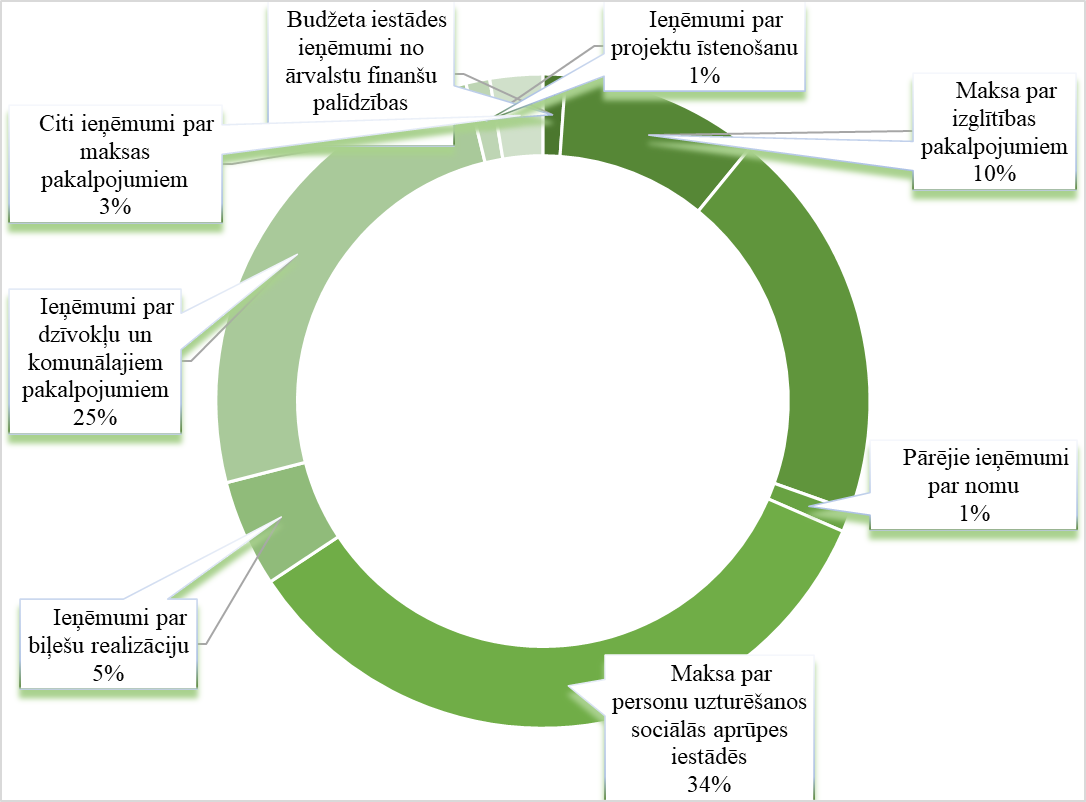 Budžeta iestādes
ieņēmumi no
ārvalstu finanšu
palīdzības
Ieņēmumi par
projektu īstenošanu
1%
Maksa par
izglītības
pakalpojumiem
10%
Citi ieņēmumi par
maksas
pakalpojumiem
3%
Ieņēmumi par
dzīvokļu un
komunālajiem
pakalpojumiem
25%
Pārējie ieņēmumi
par nomu
1%
Ieņēmumi par
biļešu realizāciju
5%
Maksa par
personu uzturēšanos
sociālās aprūpes
iestādēs
34%